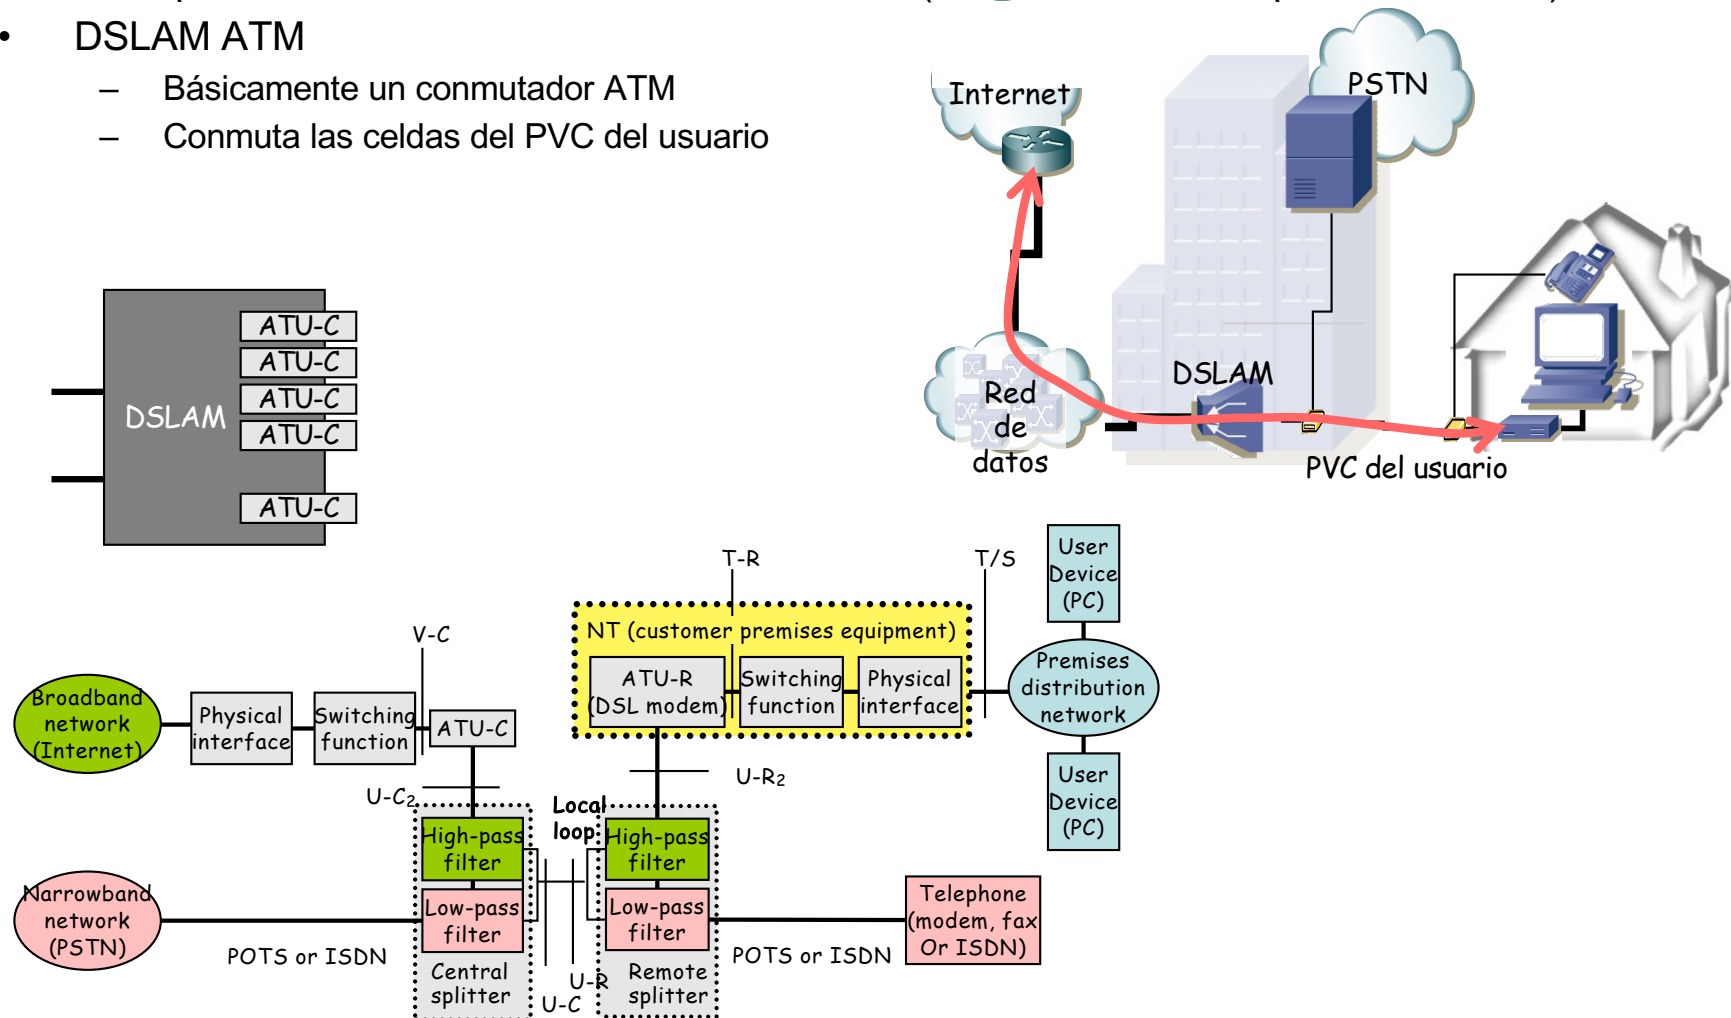 • DSLAM ATM
– Básicamente un conmutador ATM
– Conmuta las celdas del PVC del usuario
Internet
PSTN
DSLAM
Red
de
datos
PVC del usuario
DSLAM
ATU-C
ATU-C
ATU-C
ATU-C
ATU-C
T-R
T/S
User
Device
(PC)
V-C
NT (customer premises equipment)
ATU-R
(DSL modem)
Switching
function
Physical
interface
Premises
distribution
network
Broadband
network
(Internet)
Physical
interface
Switching
function
ATU-C
User
Device
(PC)
U-C2
U-R2
Local
loop
High-pass
filter
High-pass
filter
Narrowband
network
(PSTN)
Low-pass
filter
Low-pass
filter
Telephone
(modem, fax
Or ISDN)
POTS or ISDN
POTS or ISDN
Central
splitter
U-C
U-R
Remote
splitter